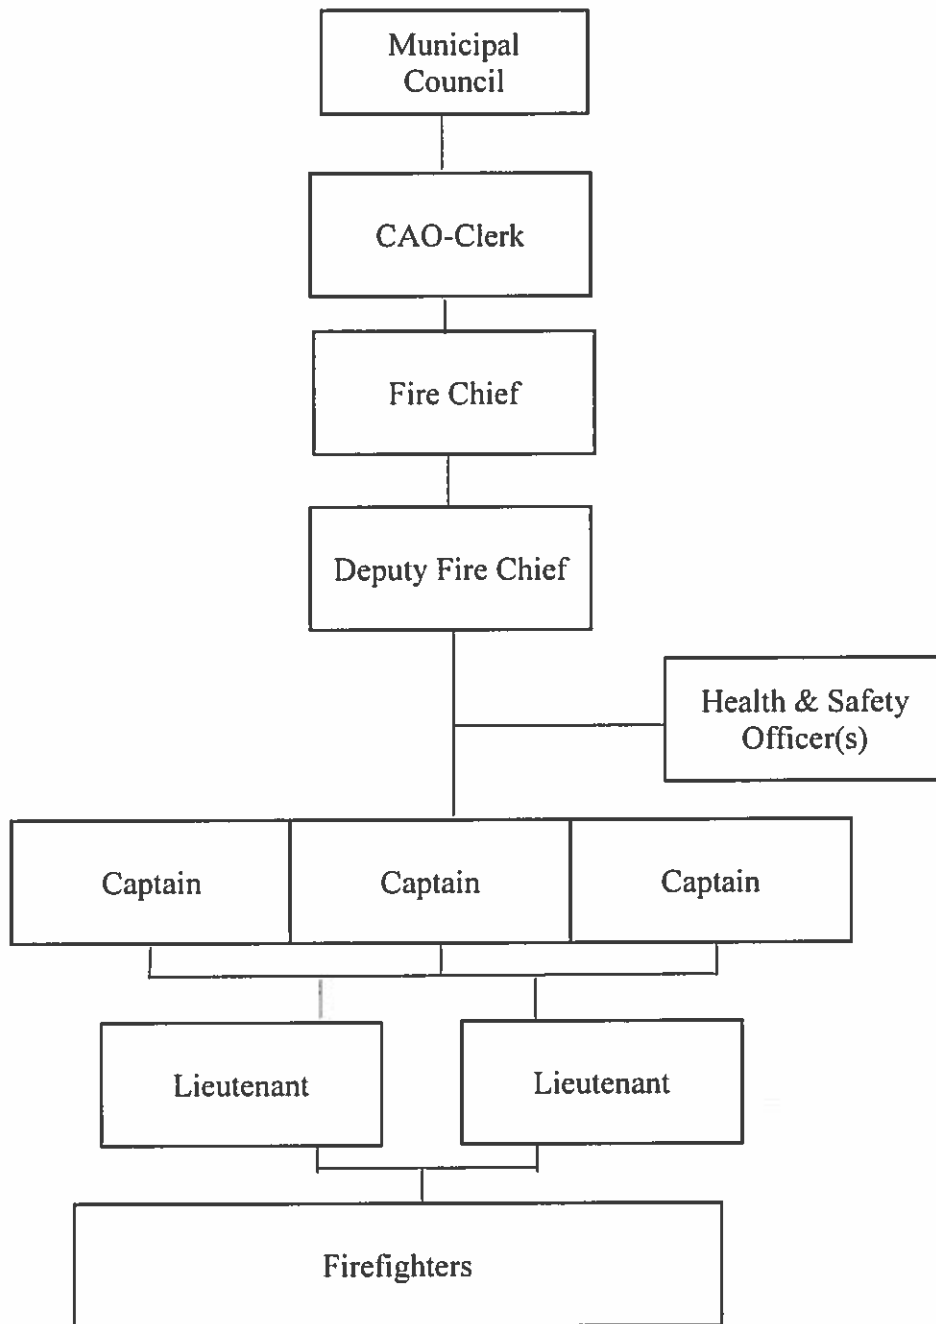 Municipal
Council
CAO-Clerk
Fire Chief
Deputy Fire Chief
Health & Safety
Officer(s)
Captain
Captain
Captain
Lieutenant
Lieutenant
Firefighters